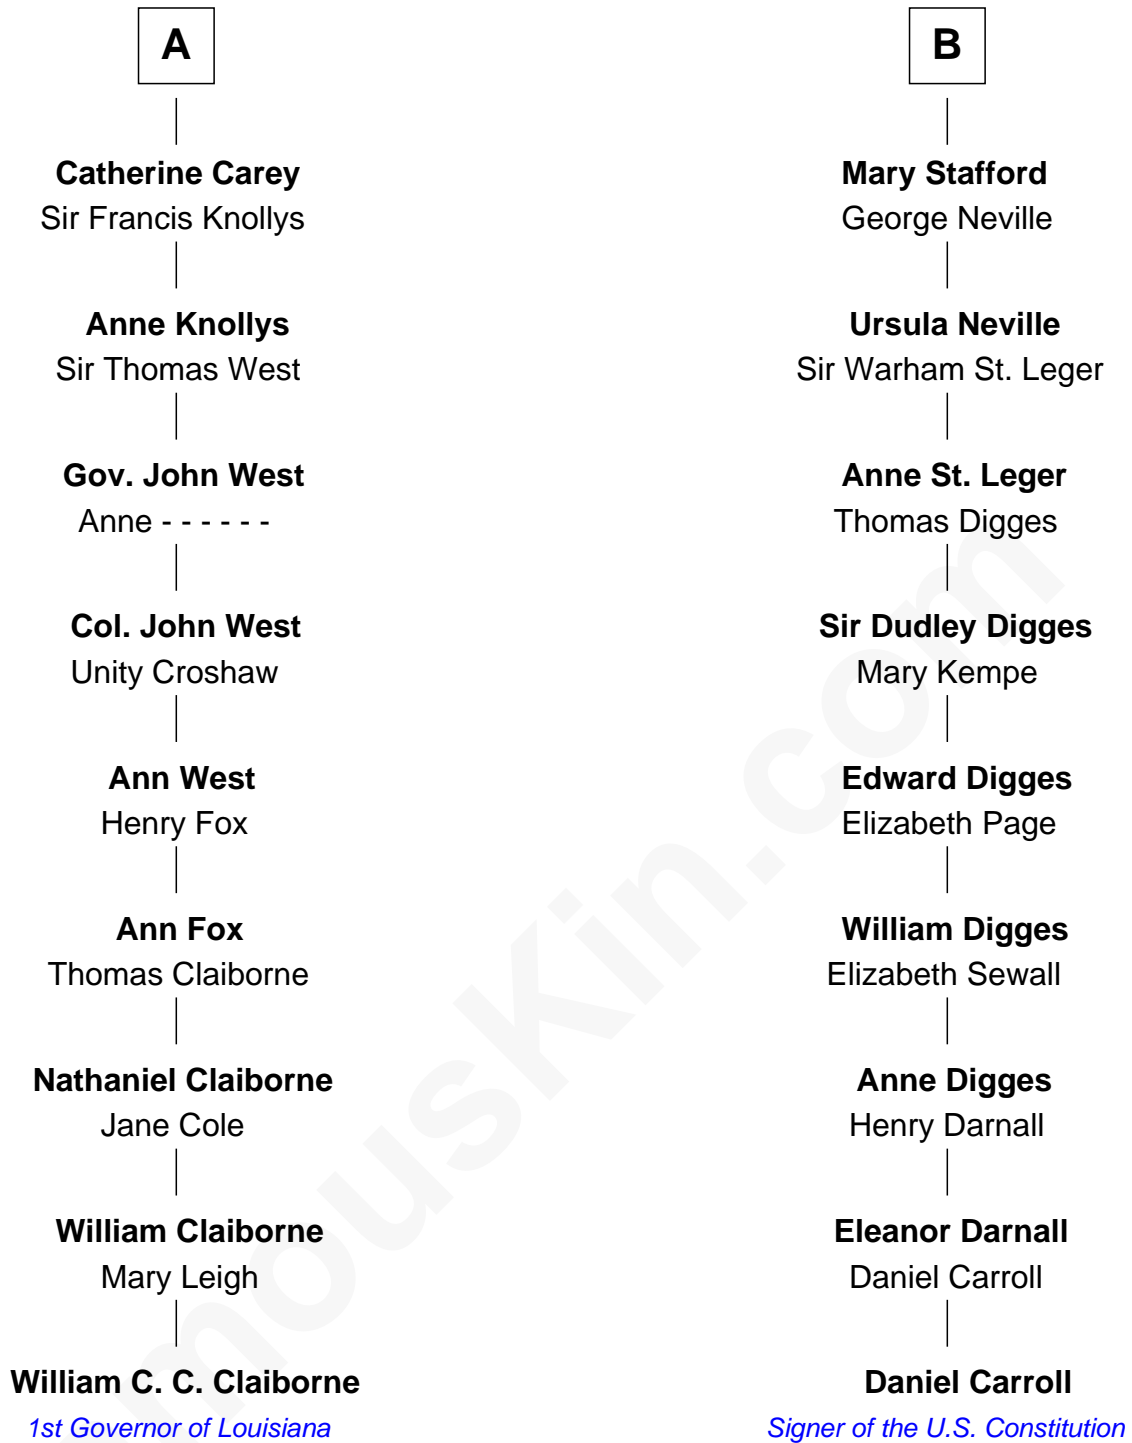 A
Catherine Carey
Sir Francis Knollys
Anne Knollys
Sir Thomas West
Gov. John West
Anne - - - - - -
Col. John West
Unity Croshaw
Ann West
Henry Fox
Ann Fox
Thomas Claiborne
Nathaniel Claiborne
Jane Cole
William Claiborne
Mary Leigh
William C. C. Claiborne
1st Governor of Louisiana
B
Mary Stafford
George Neville
Ursula Neville
Sir Warham St. Leger
Anne St. Leger
Thomas Digges
Sir Dudley Digges
Mary Kempe
Edward Digges
Elizabeth Page
William Digges
Elizabeth Sewall
Anne Digges
Henry Darnall
Eleanor Darnall
Daniel Carroll
Daniel Carroll
Signer of the U.S. Constitution
mousKin.com